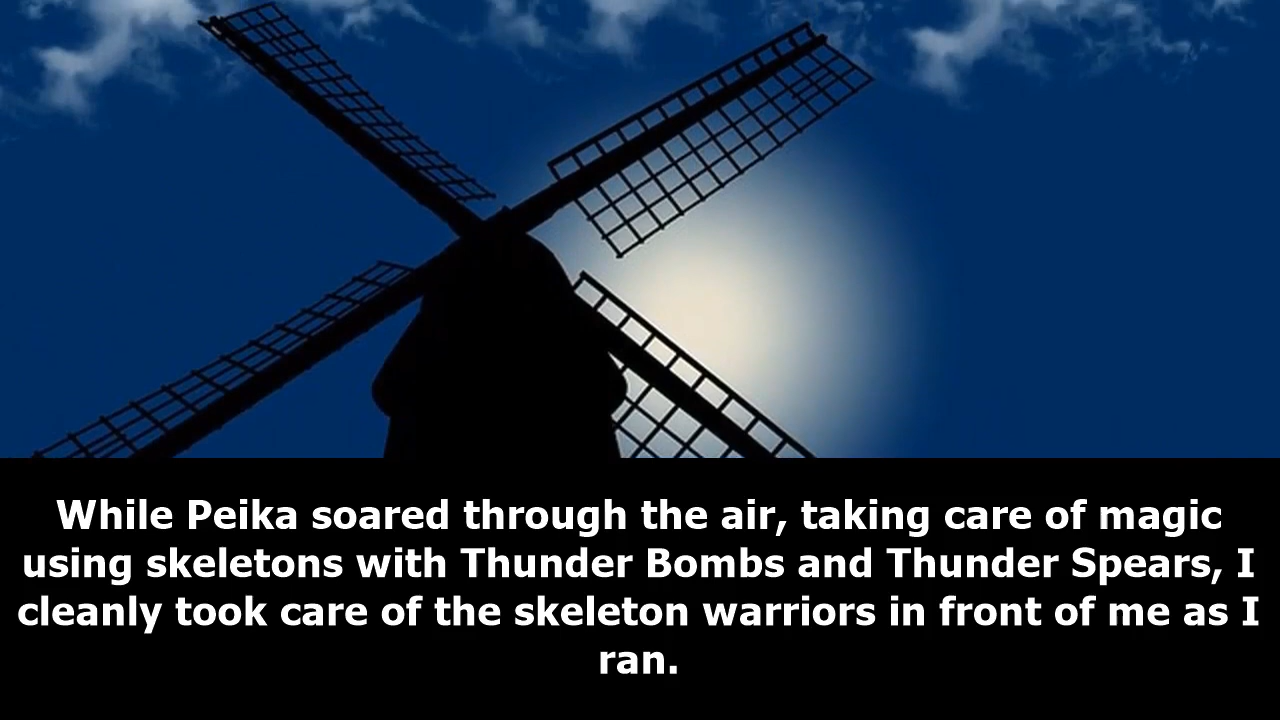 While Peika soared through the air, taking care of magic
using skeletons with Thunder Bombs and Thunder Spears, I
cleanly took care of the skeleton warriors in front of me as I
ran.